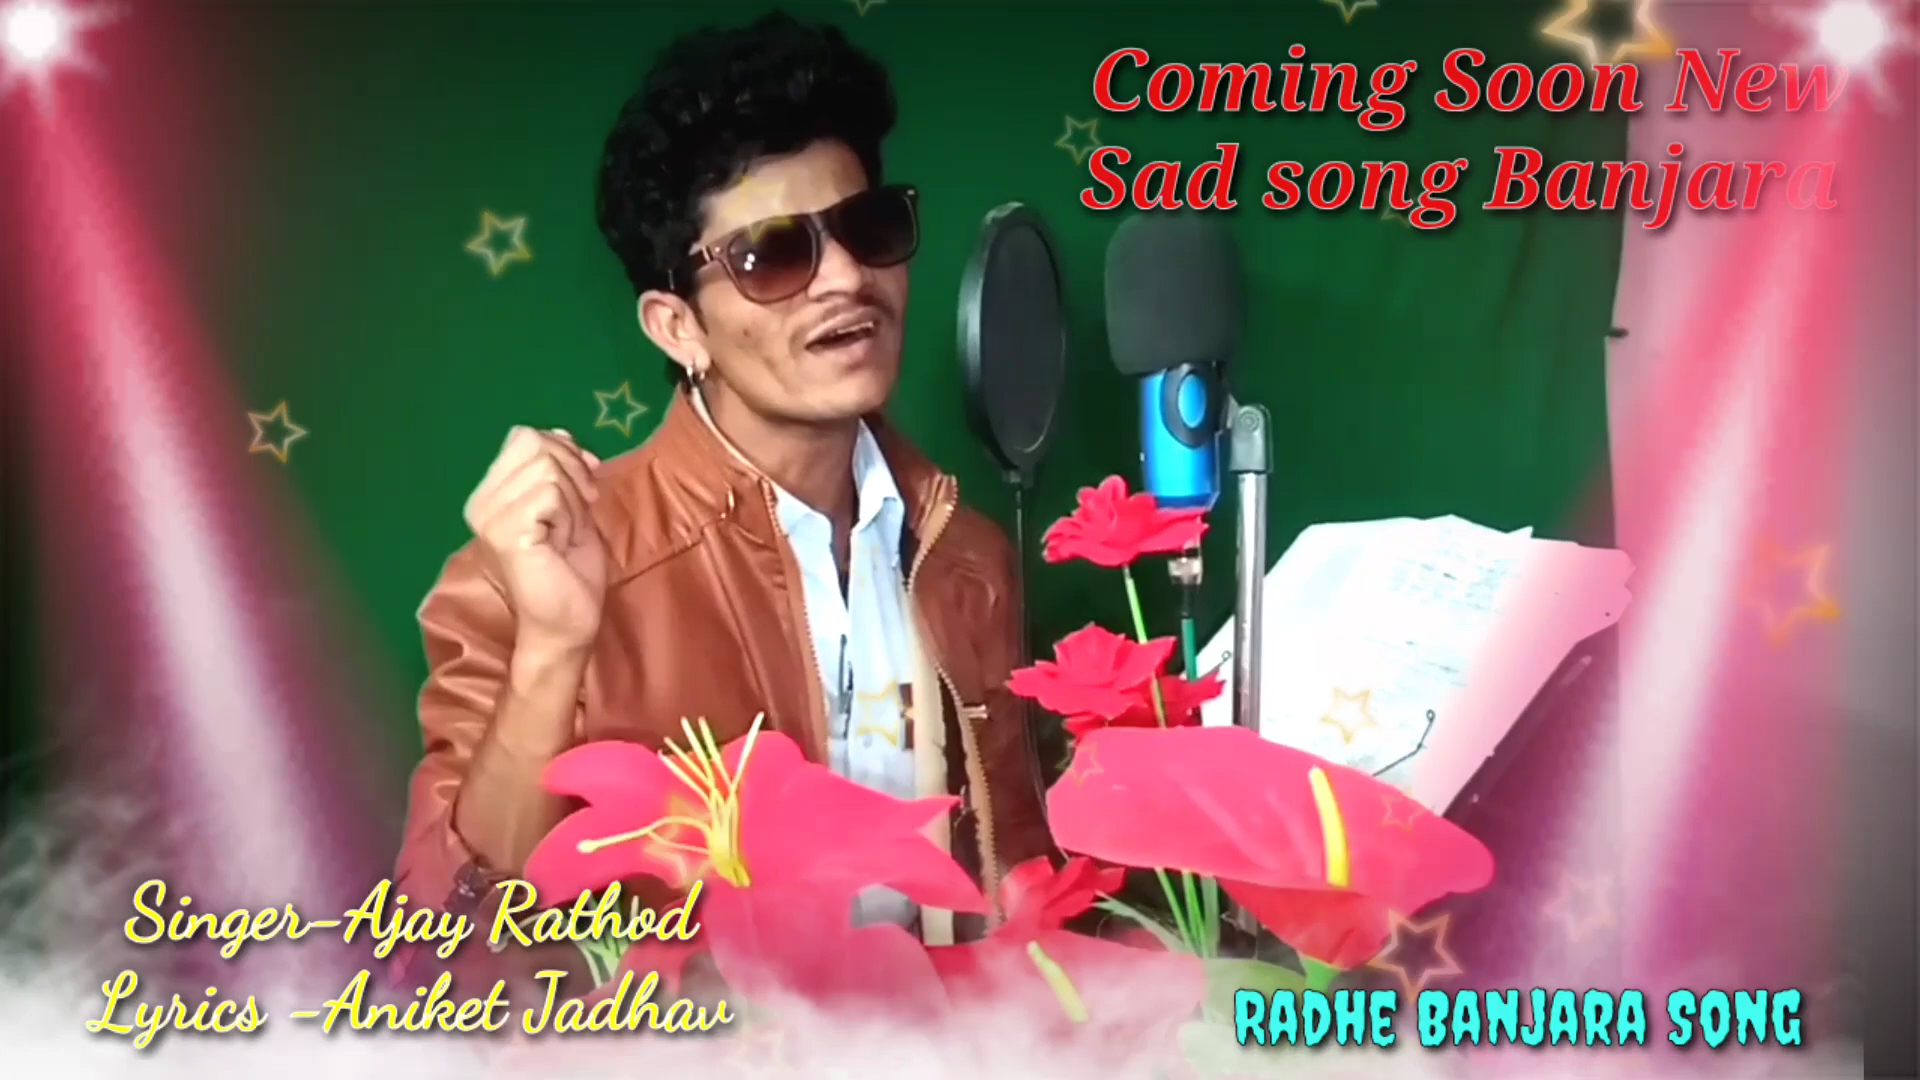 Coming Soon New
Sad song Banjara
Singer-Ajay Rathod
Lyrics -Aniket Jadhav
RADHE BANJARA SONG